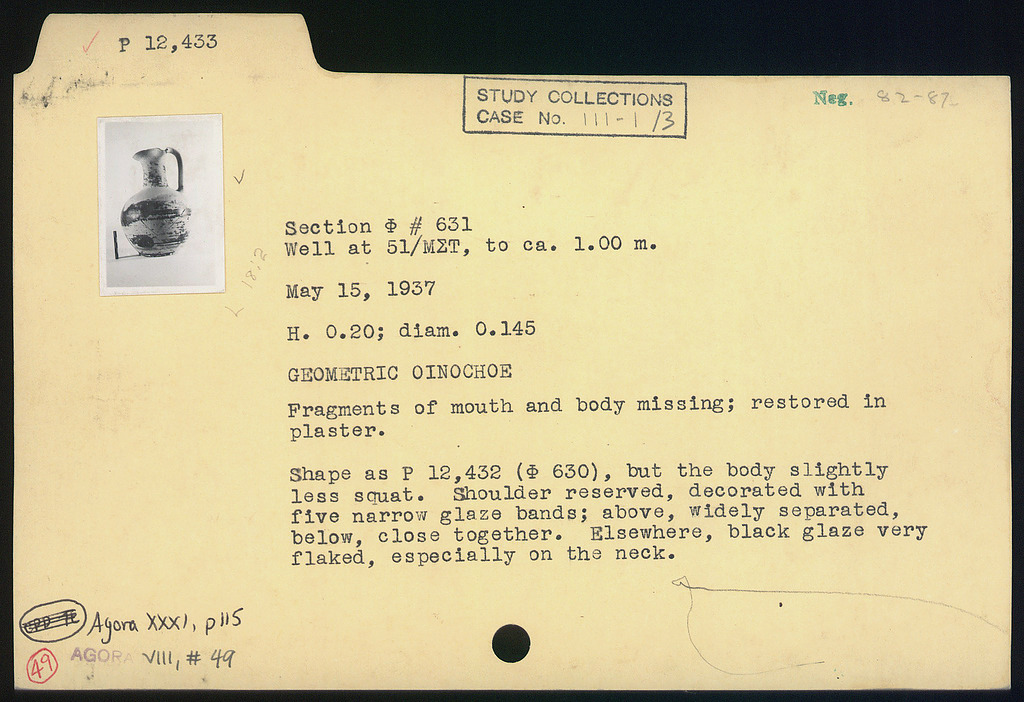 P 12,433
STUDY COLLECTIONS
CASE No. III-1/3
Neg. 82-87
18.2
Section Φ # 631
Well at 51/ΜΣΤ, to ca. 1.00 m.
May 15, 1937
H. 0.20; diam. 0.145
GEOMETRIC OINOCHOE
Fragments of mouth and body missing; restored in
plaster.
Shape as P 12,432 (Φ 630), but the body slightly
less squat. Shoulder reserved, decorated with
five narrow glaze bands; above, widely separated,
below, close together. Elsewhere, black glaze very
flaked, especially on the neck.
Agora XXXI, p115
49 AGORA VIII, # 49